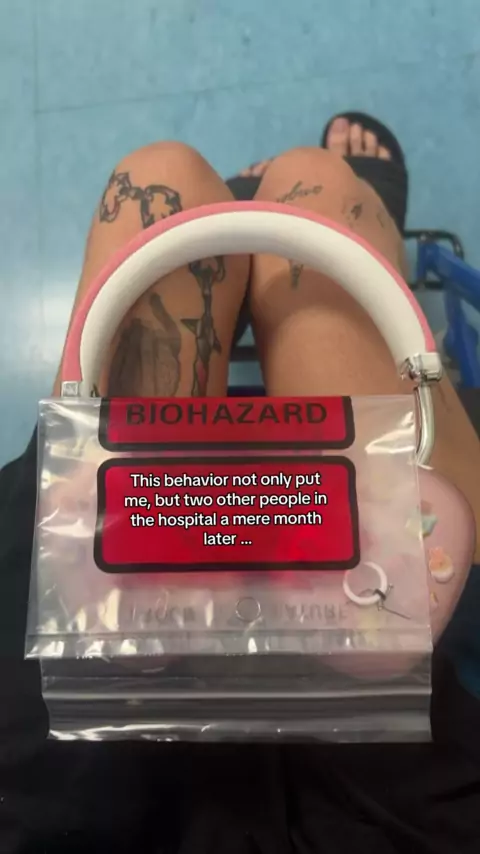 BIOHAZARD
This behavior not only put
me, but two other people in
the hospital a mere month
later ...